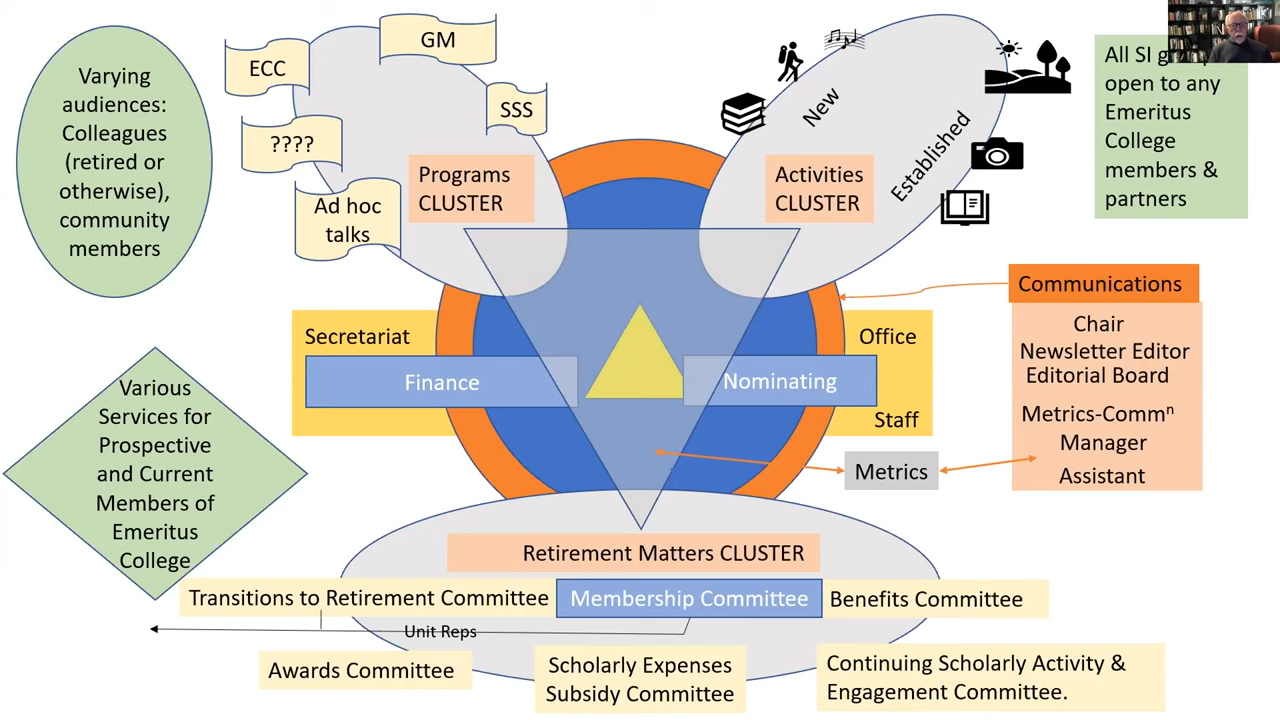 Varying
audiences:
Colleagues
(retired or
otherwise),
community
members
ECC
GM
SSS
????
Ad hoc
talks
Programs
CLUSTER
New
Established
Activities
CLUSTER
All SI
open to any
Emeritus
College
members &
partners
Communications
Chair
Newsletter Editor
Editorial Board
Metrics-Commⁿ
Manager
Assistant
Secretariat
Finance
Office
Nominating
Staff
Metrics
Various
Services for
Prospective
and Current
Members of
Emeritus
College
Retirement Matters CLUSTER
Transitions to Retirement Committee
Membership Committee
Benefits Committee
Unit Reps
Awards Committee
Scholarly Expenses
Subsidy Committee
Continuing Scholarly Activity &
Engagement Committee.